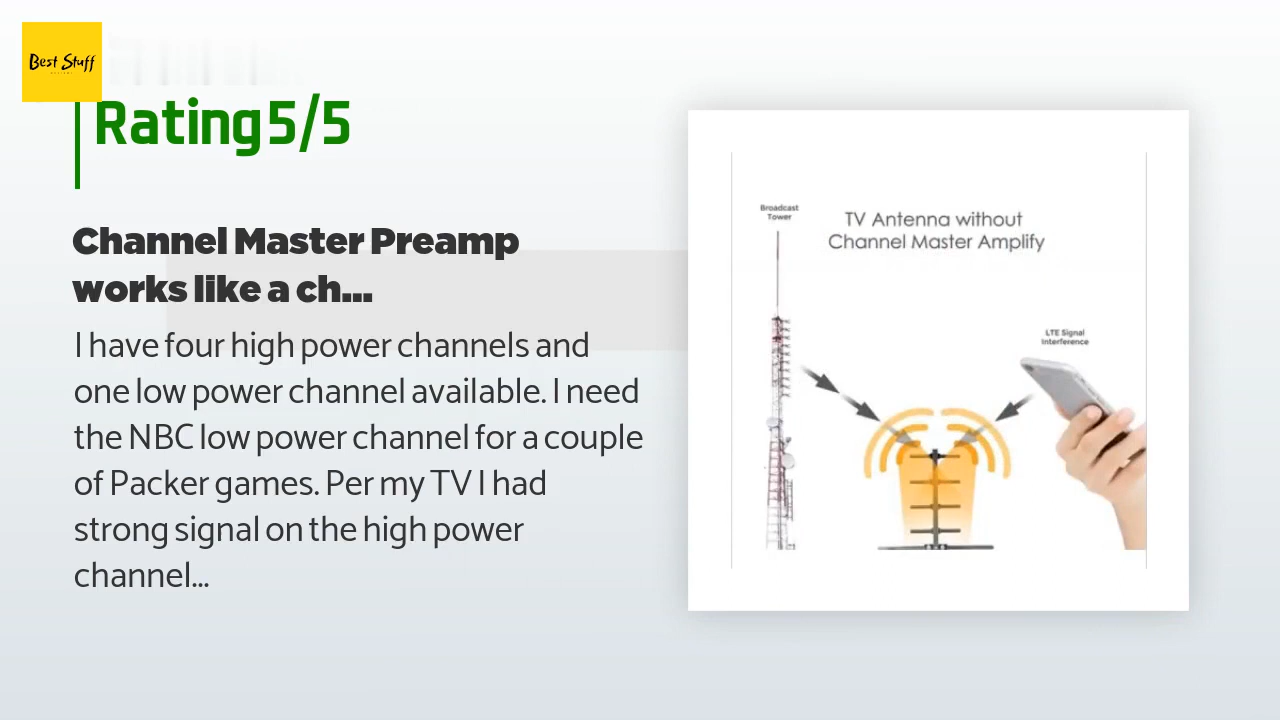 Best Stuff
Rating 5/5
Channel Master Preamp
works like a ch...
I have four high power channels and
one low power channel available. I need
the NBC low power channel for a couple
of Packer games. Per my TV I had
strong signal on the high power
channel...
Broadcast
Tower
TV Antenna without
Channel Master Amplify
LTE Signal
Interference